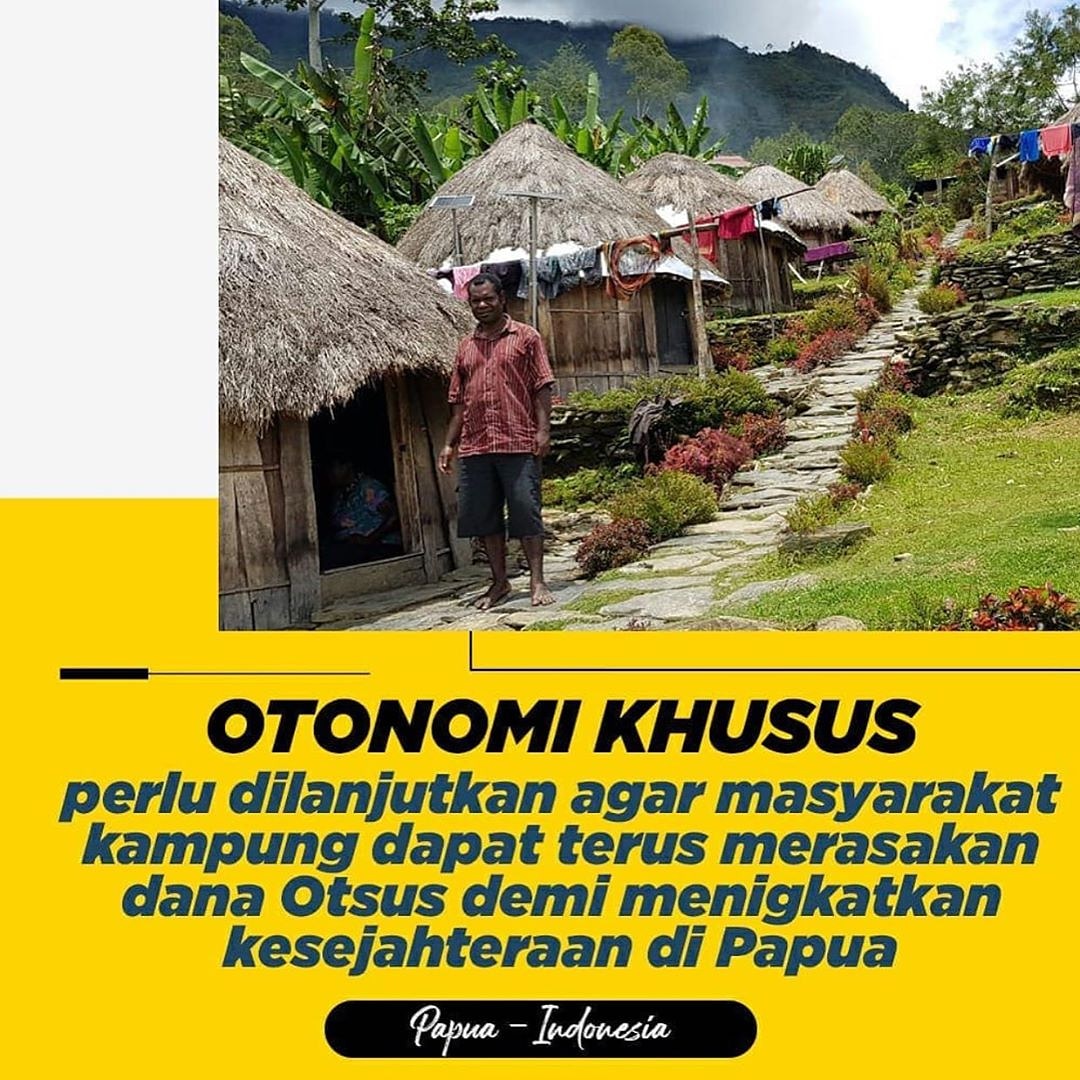 OTONOMI KHUSUS
perlu dilanjutkan agar masyarakat
kampung dapat terus merasakan
dana Otsus demi menigkatkan
kesejahteraan di Papua
Papua - Indonesia